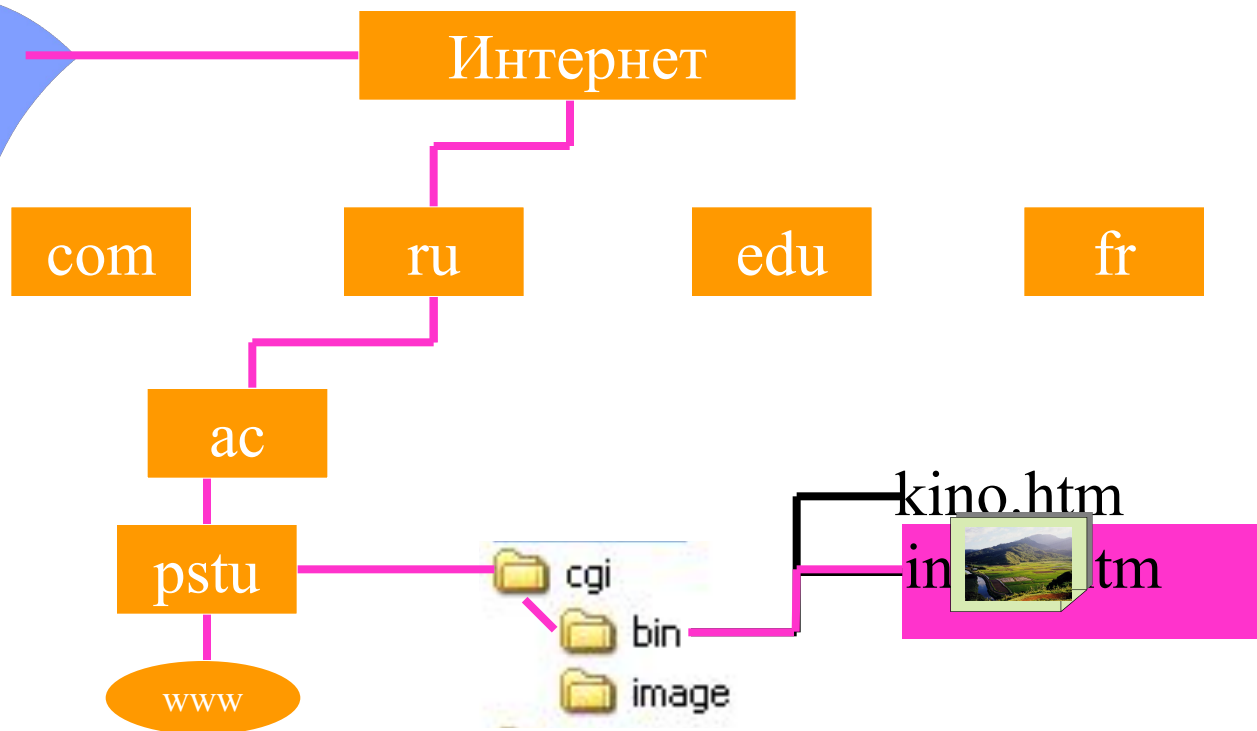 Интернет
com ru edu fr
ac
kino.htm
pstu
cgi
bin
image
www